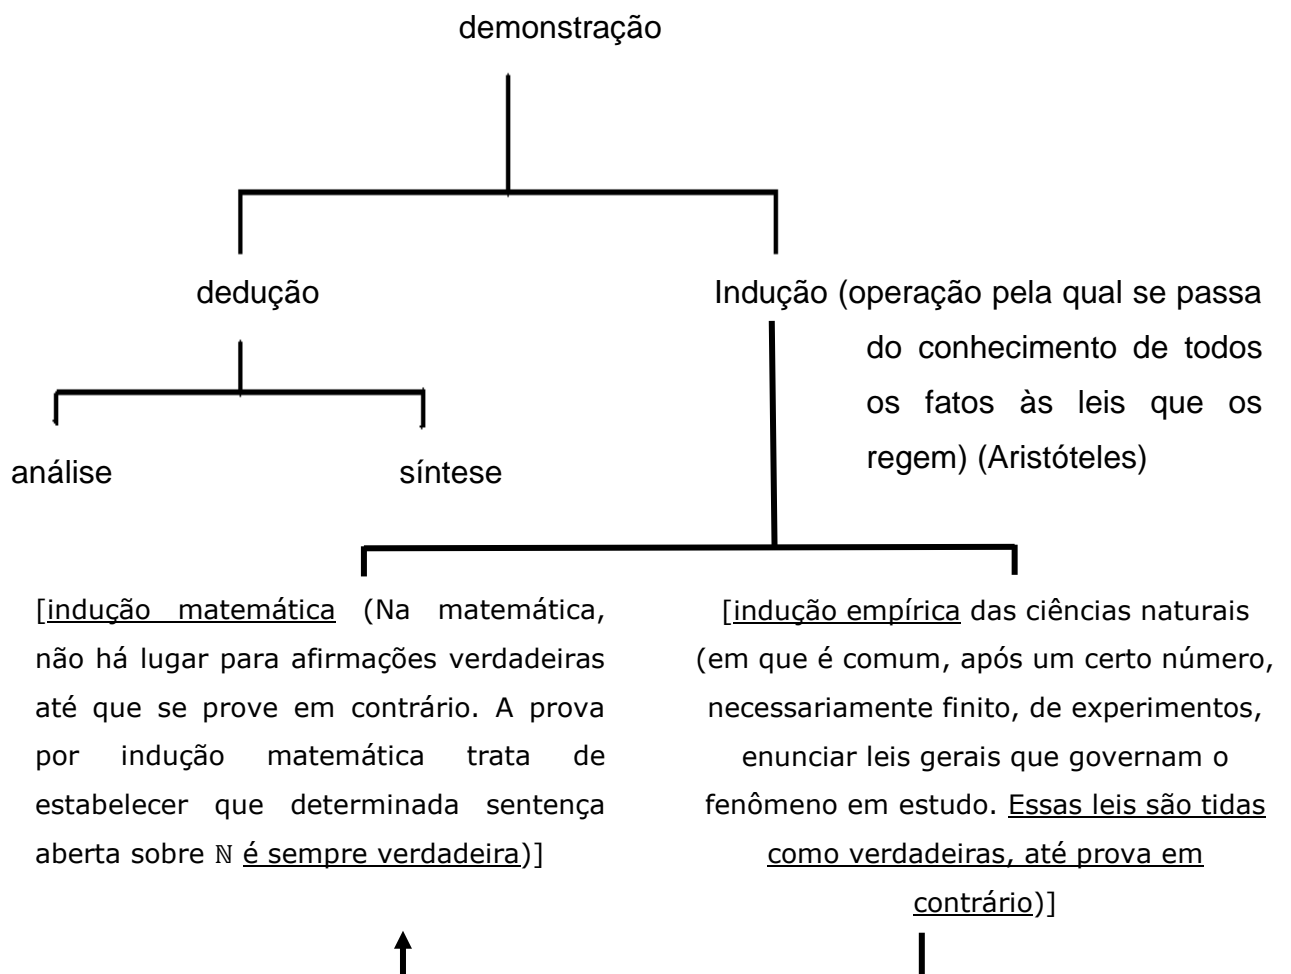 demonstração
dedução
Indução (operação pela qual se passa
do conhecimento de todos
os fatos às leis que os
regem) (Aristóteles)
análise
síntese
[indução matemática (Na matemática,
não há lugar para afirmações verdadeiras
até que se prove em contrário. A prova
por indução matemática trata de
estabelecer que determinada sentença
aberta sobre ℕ é sempre verdadeira)]
[indução empírica das ciências naturais
(em que é comum, após um certo número,
necessariamente finito, de experimentos,
enunciar leis gerais que governam o
fenômeno em estudo. Essas leis são tidas
como verdadeiras, até prova em
contrário)]